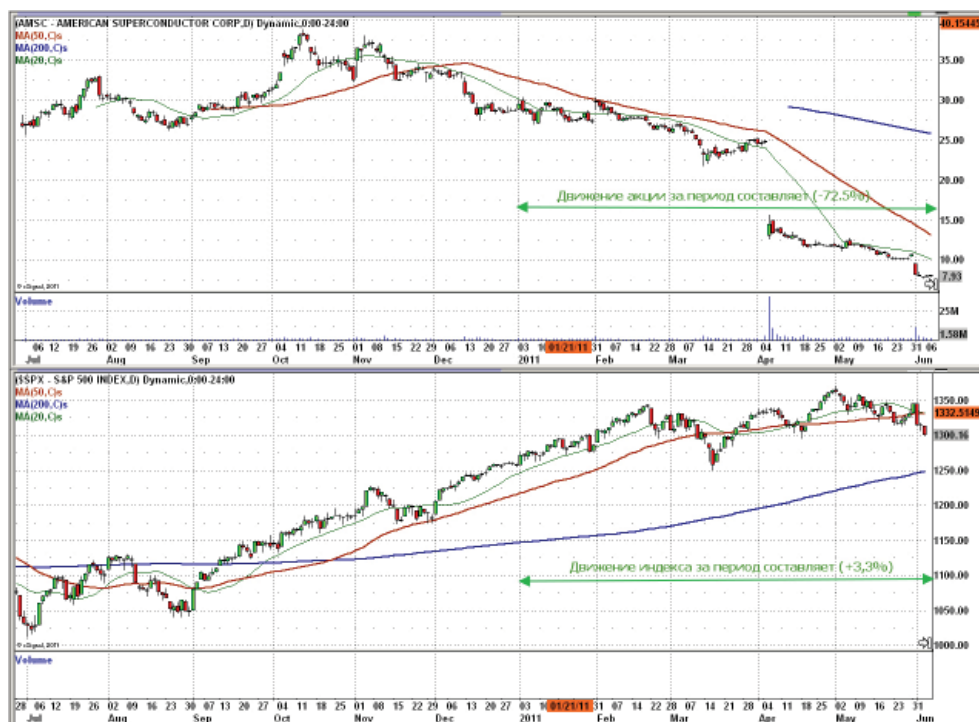 (AMSC - AMERICAN SUPERCONDUCTOR CORP,D) Dynamic,0:00-24:00
MA(50,C)s
MA(200,C)s
MA(20,C)s
40.15445
35.00
30.00
25.00
20.00
Движение акции за период составляет (-72.5%)
15.00
10.00
7.93
© eSignal, 2011
Volume
25M
1.58M
06 12 19 26 02 09 16 23 30 07 13 20 27 04 11 18 25 01 08 15 22 29 06 13 20 27 03 10 01/21/11 31 07 14 22 28 07 14 21 28 04 11 18 25 02 09 16 23 31 06
Jul Aug Sep Oct Nov Dec 2011 Feb Mar Apr May Jun
($SPX - S&P 500 INDEX,D) Dynamic,0:00-24:00
MA(50,C)s
MA(200,C)s
MA(20,C)s
1350.00
1332.5149
1300.16
1250.00
1200.00
1150.00
Движение индекса за период составляет (+3,3%)
1100.00
1050.00
© eSignal, 2011
1000.00
Volume
28 06 12 19 26 02 09 16 23 30 07 13 20 27 04 11 18 25 01 08 15 22 29 06 13 20 27 03 10 01/21/11 31 07 14 22 28 07 14 21 28 04 11 18 25 02 09 16 23 31
Jul Aug Sep Oct Nov Dec 2011 Feb Mar Apr May Jun